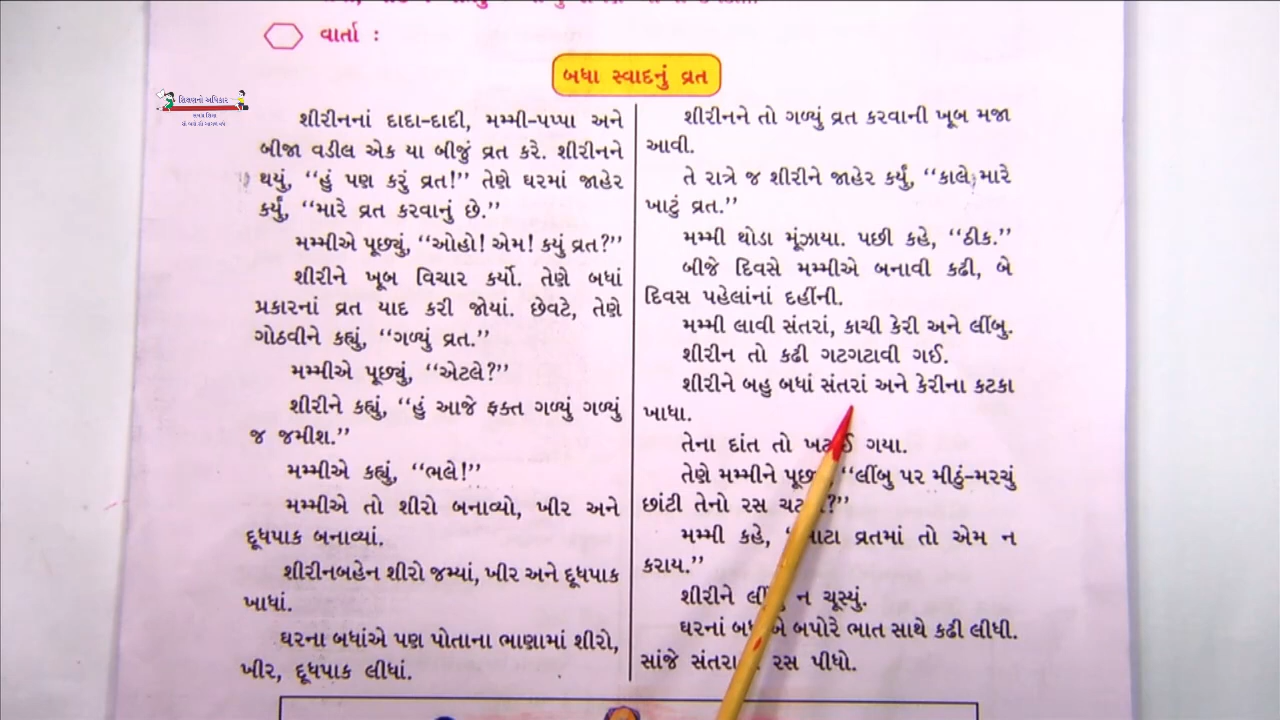 વાર્તા :
બધા સ્વાદનું વ્રત
શિક્ષણનો અધિકાર
શીરીનનાં દાદા-દાદી, મમ્મી-પપ્પા અને
બીજા વડીલ એક યા બીજું વ્રત કરે. શીરીનને
થયું, ‘‘હું પણ કરું વ્રત!’’ તેણે ઘરમાં જાહેર
કર્યું, ‘‘મારે વ્રત કરવાનું છે.’’
મમ્મીએ પૂછ્યું, ‘‘ઓહો! એમ! કયું વ્રત?’’
શીરીને ખૂબ વિચાર કર્યો. તેણે બધાં
પ્રકારનાં વ્રત યાદ કરી જોયાં. છેવટે, તેણે
ગોઠવીને કહ્યું, ‘‘ગળ્યું વ્રત.’’
મમ્મીએ પૂછ્યું, ‘‘એટલે?’’
શીરીને કહ્યું, ‘‘હું આજે ફક્ત ગળ્યું ગળ્યું
જ જમીશ.’’
મમ્મીએ કહ્યું, ‘‘ભલે!’’
મમ્મીએ તો શીરો બનાવ્યો, ખીર અને
દૂધપાક બનાવ્યાં.
શીરીનબહેન શીરો જમ્યાં, ખીર અને દૂધપાક
ખાધાં.
ઘરના બધાંએ પણ પોતાના ભાણામાં શીરો,
ખીર, દૂધપાક લીધાં.
શીરીનને તો ગળ્યું વ્રત કરવાની ખૂબ મજા
આવી.
તે રાત્રે જ શીરીને જાહેર કર્યું, ‘‘કાલે મારે
ખાટું વ્રત.’’
મમ્મી થોડા મૂંઝાયા. પછી કહે, ‘‘ઠીક.’’
બીજે દિવસે મમ્મીએ બનાવી કઢી, બે
દિવસ પહેલાંનાં દહીંની.
મમ્મી લાવી સંતરાં, કાચી કેરી અને લીંબુ.
શીરીન તો કઢી ગટગટાવી ગઈ.
શીરીને બહુ બધાં સંતરાં અને કેરીના કટકા
ખાધા.
તેના દાંત તો ગયા.
તેણે મમ્મીને ‘‘લીંબુ પર મીઠું-મરચું
છાંટી તેનો રસ
મમ્મી કહે, વ્રતમાં તો એમ ન
કરાય.’’
શીરીને ન ચૂસ્યું.
ઘરનાં બપોરે ભાત સાથે કઢી લીધી.
સાંજે રસ પીધો.